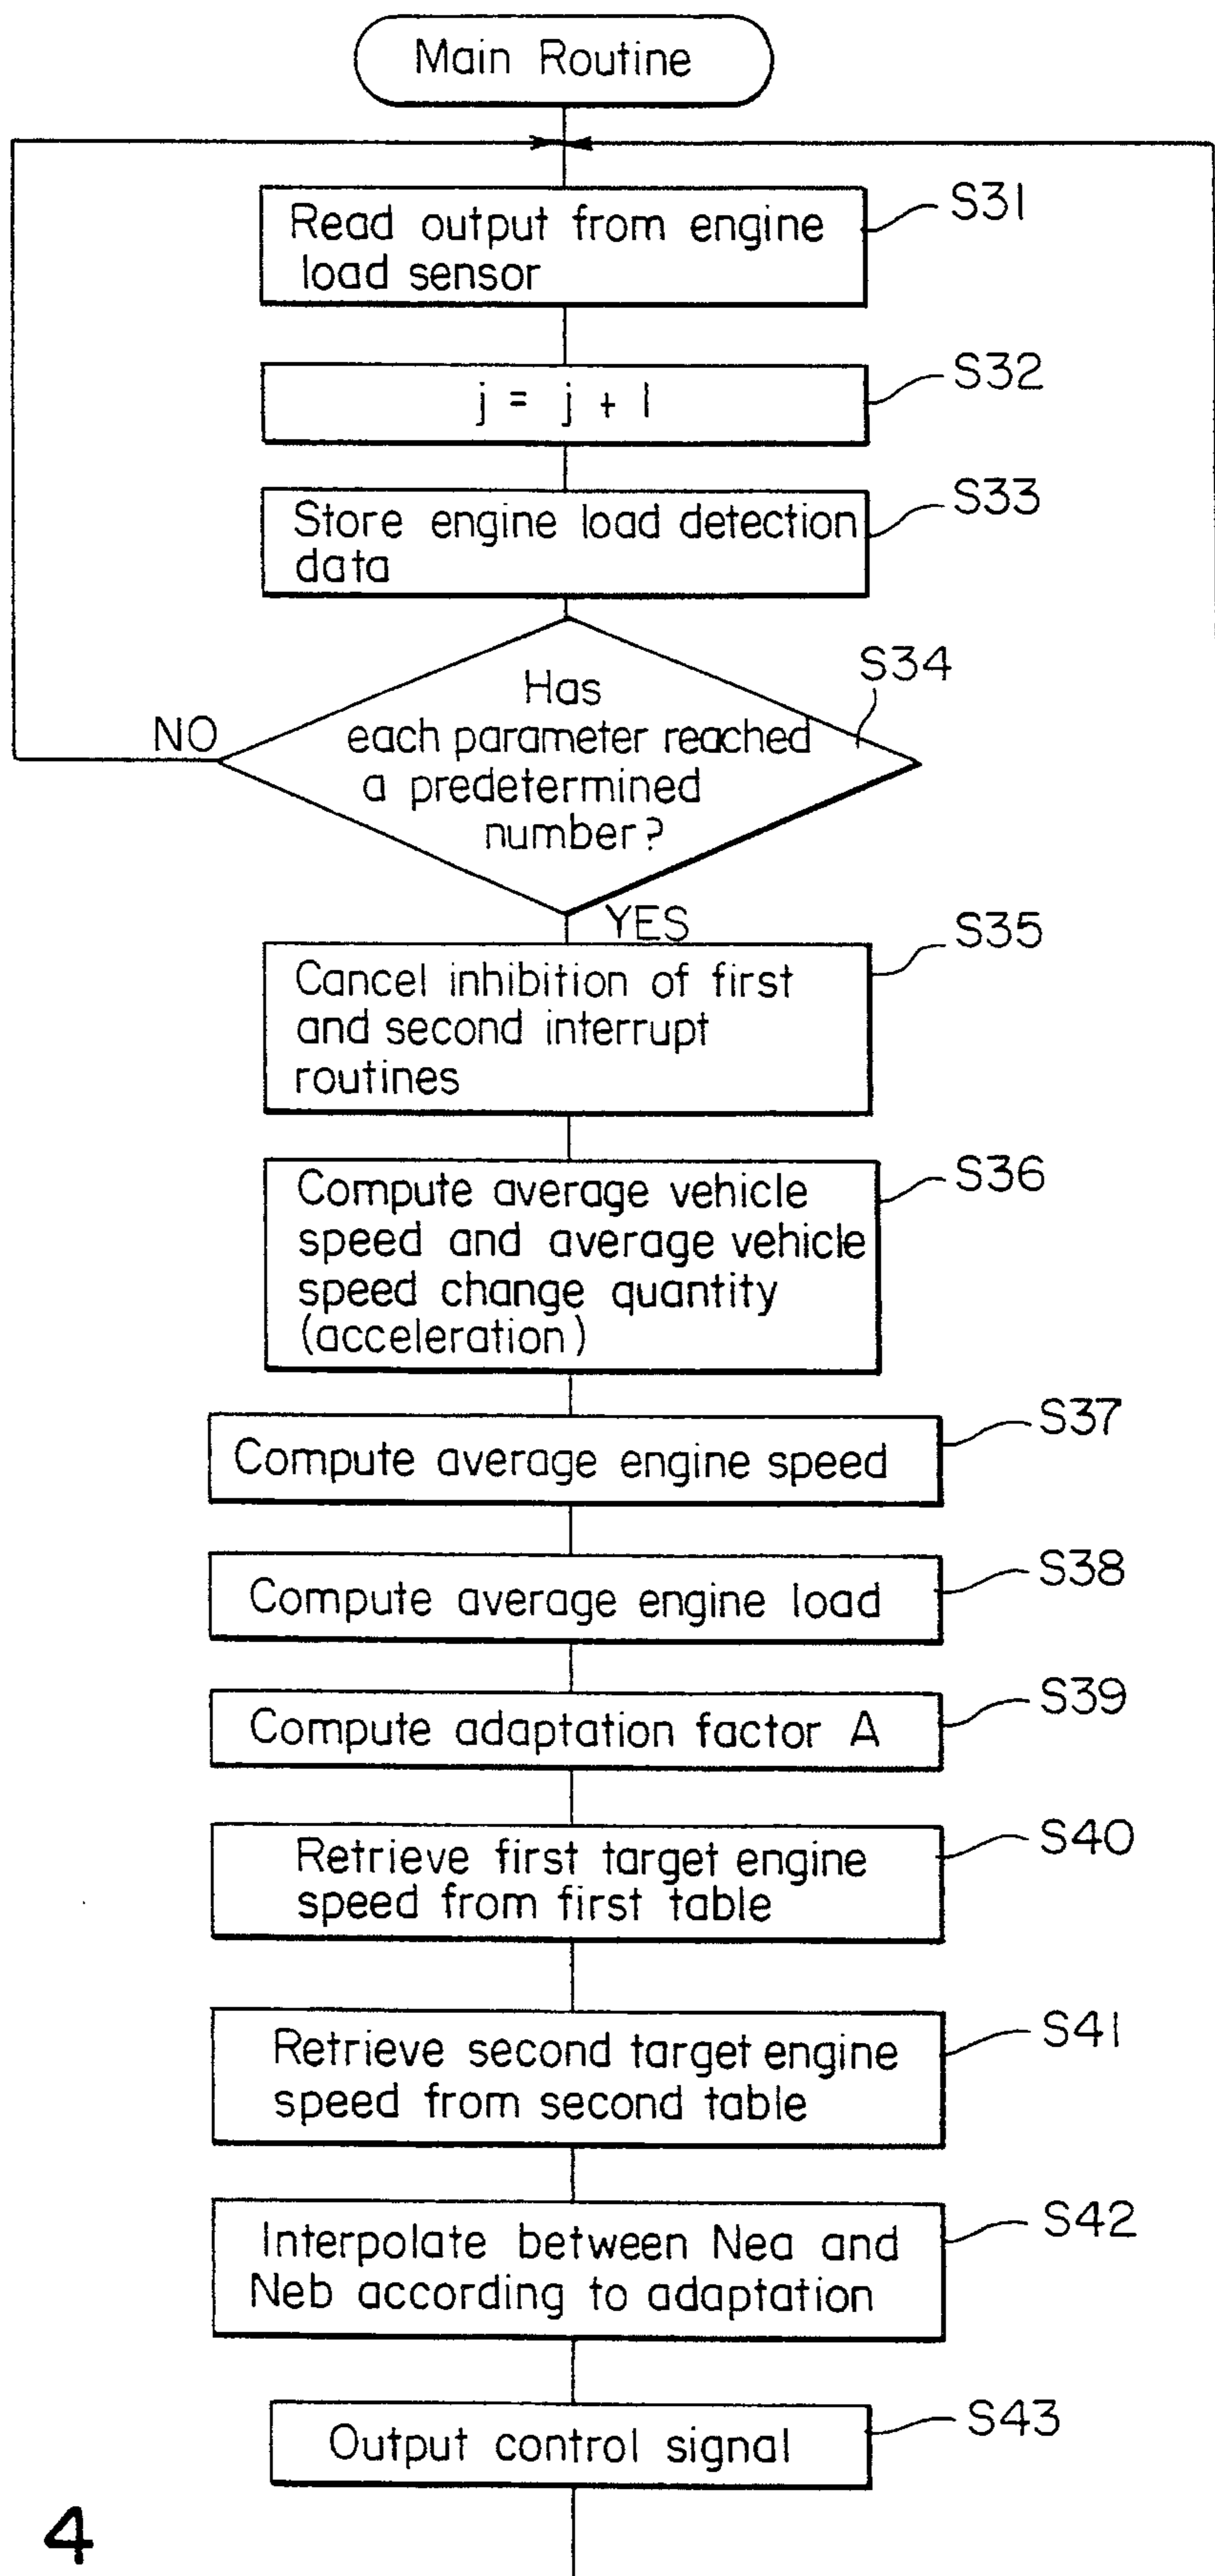 Main Routine
Read output from engine
load sensor
S31
j = j + 1
S32
Store engine load detection
data
S33
Has
each parameter reached
a predetermined
number?
S34
NO
YES
Cancel inhibition of first
and second interrupt
routines
S35
Compute average vehicle
speed and average vehicle
speed change quantity
(acceleration)
S36
Compute average engine speed
S37
Compute average engine load
S38
Compute adaptation factor A
S39
Retrieve first target engine
speed from first table
S40
Retrieve second target engine
speed from second table
S41
Interpolate between Nea and
Neb according to adaptation
S42
Output control signal
S43
4